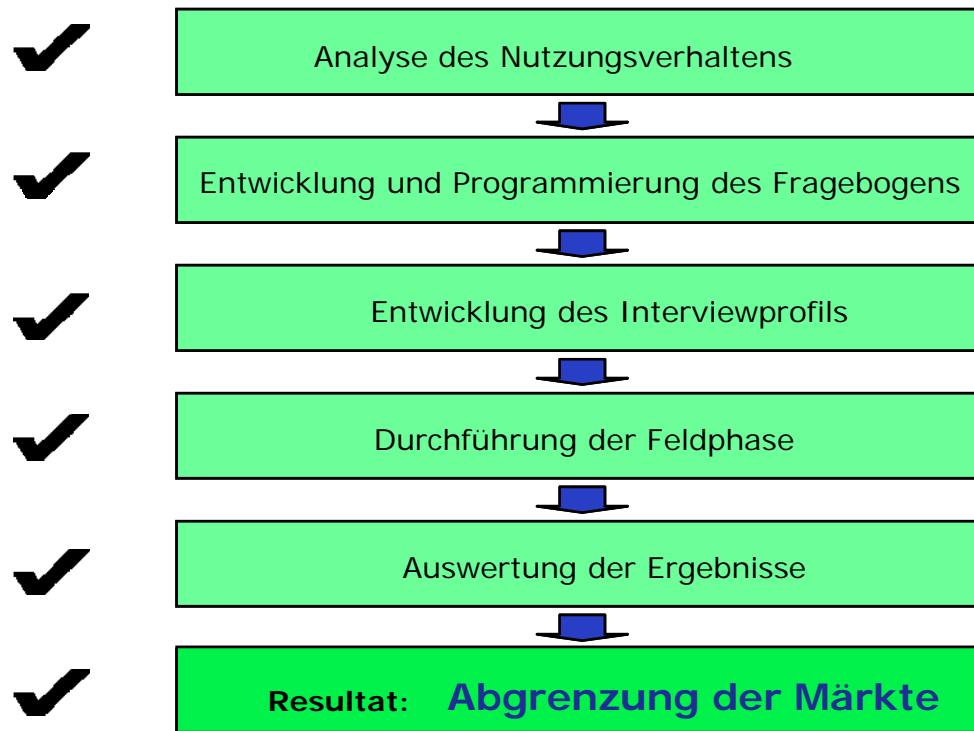 Analyse des Nutzungsverhaltens
Entwicklung und Programmierung des Fragebogens
Entwicklung des Interviewprofils
Durchführung der Feldphase
Auswertung der Ergebnisse
Resultat: Abgrenzung der Märkte